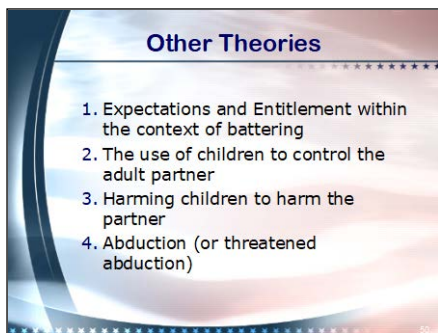 Other Theories
1. Expectations and Entitlement within
the context of battering
2. The use of children to control the
adult partner
3. Harming children to harm the
partner
4. Abduction (or threatened
abduction)